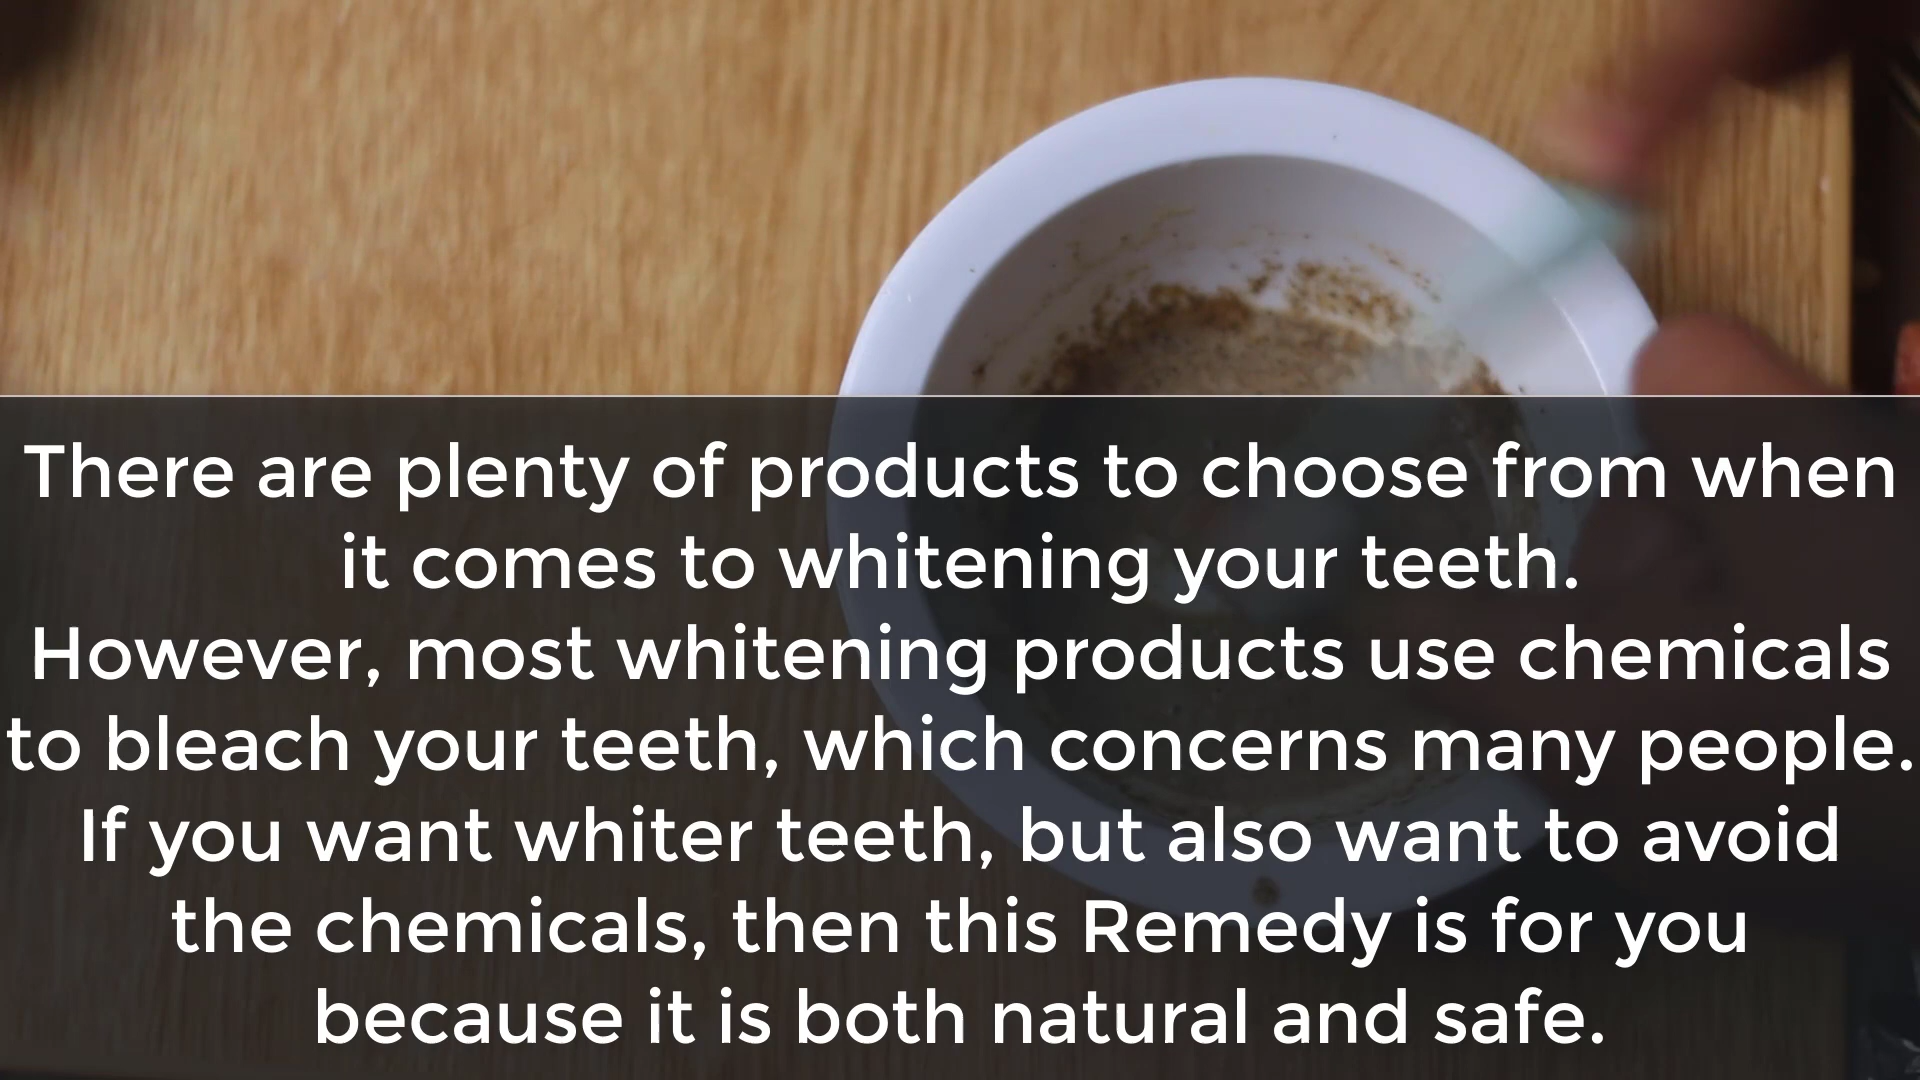 There are plenty of products to choose from when
it comes to whitening your teeth.
However, most whitening products use chemicals
to bleach your teeth, which concerns many people.
If you want whiter teeth, but also want to avoid
the chemicals, then this Remedy is for you
because it is both natural and safe.